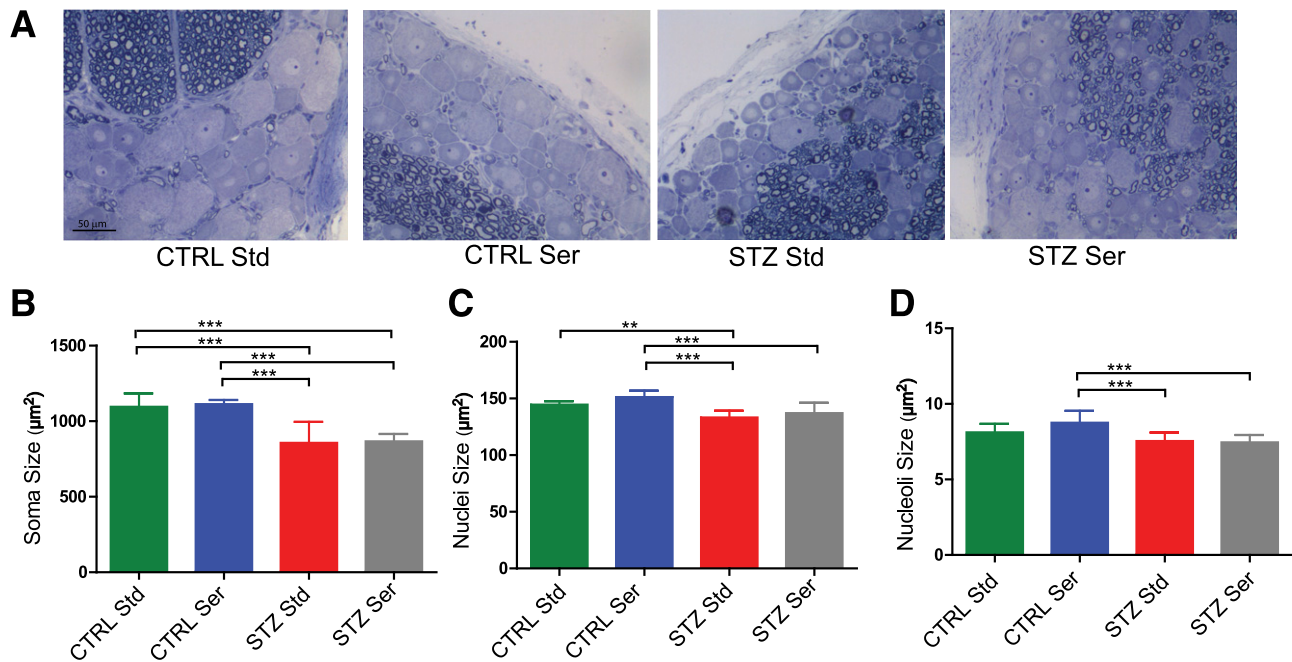 A
50 µm
CTRL Std
CTRL Ser
STZ Std
STZ Ser
B
***
***
***
***
Soma Size (µm²)
1500
1000
500
0
CTRL Std
CTRL Ser
STZ Std
STZ Ser
C
**
***
***
Nuclei Size (µm²)
200
150
100
50
0
CTRL Std
CTRL Ser
STZ Std
STZ Ser
D
***
***
Nucleoli Size (µm²)
15
10
5
0
CTRL Std
CTRL Ser
STZ Std
STZ Ser